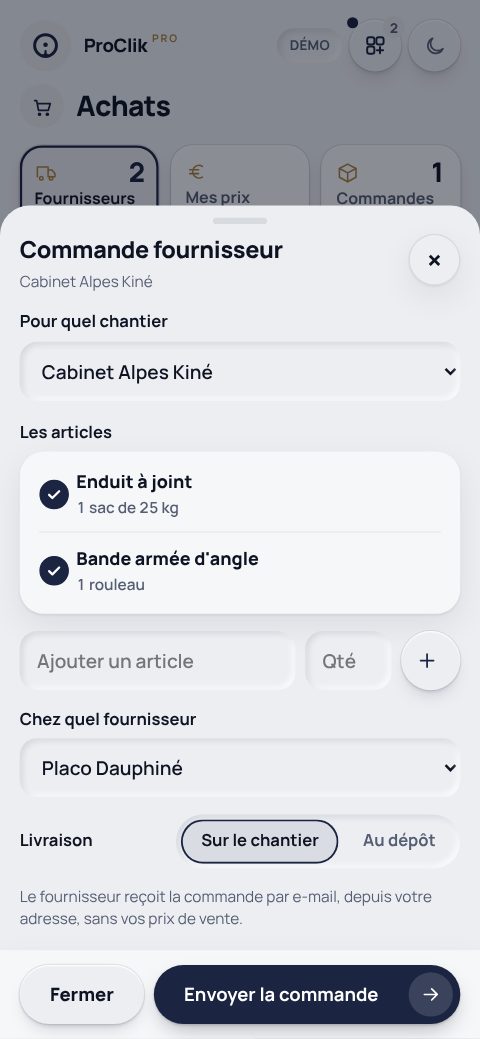 ProClik PRO
DÉMO
2
Achats
2
Fournisseurs
€
Mes prix
1
Commandes
Commande fournisseur
Cabinet Alpes Kiné
Pour quel chantier
Cabinet Alpes Kiné
Les articles
Enduit à joint
1 sac de 25 kg
Bande armée d'angle
1 rouleau
Ajouter un article
Qté
Chez quel fournisseur
Placo Dauphiné
Livraison
Sur le chantier
Au dépôt
Le fournisseur reçoit la commande par e-mail, depuis votre
adresse, sans vos prix de vente.
Fermer
Envoyer la commande